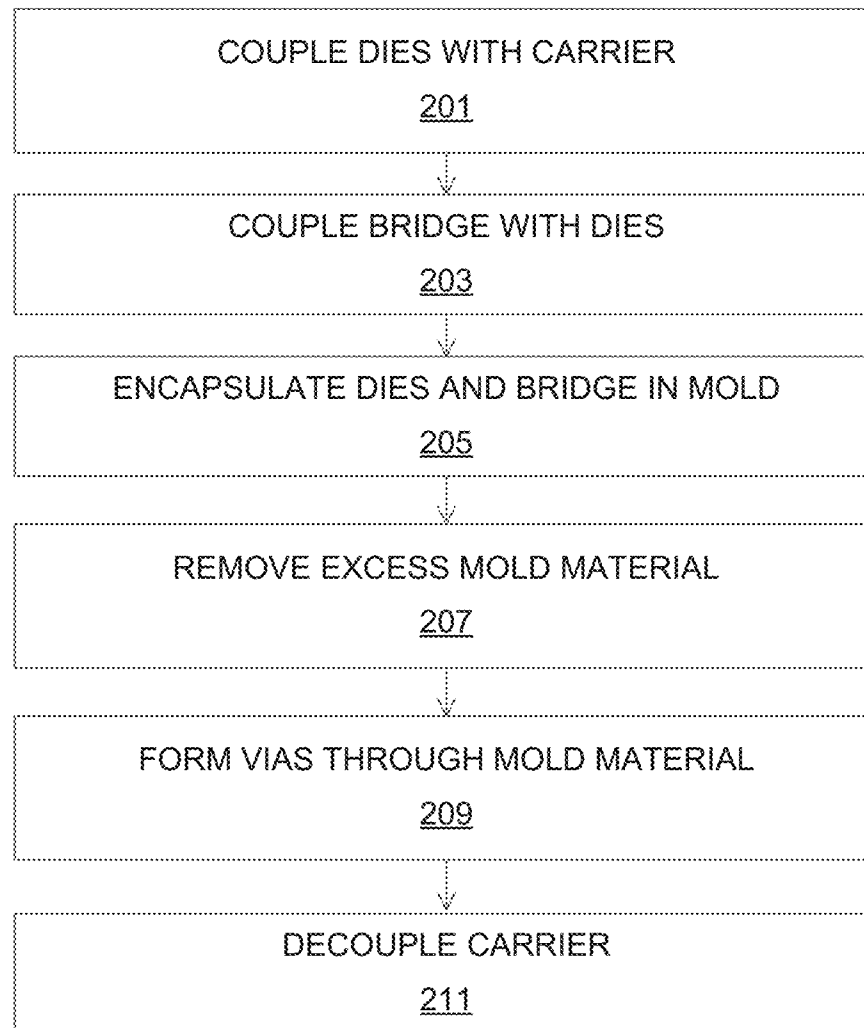 COUPLE DIES WITH CARRIER
201
COUPLE BRIDGE WITH DIES
203
ENCAPSULATE DIES AND BRIDGE IN MOLD
205
REMOVE EXCESS MOLD MATERIAL
207
FORM VIAS THROUGH MOLD MATERIAL
209
DECOUPLE CARRIER
211